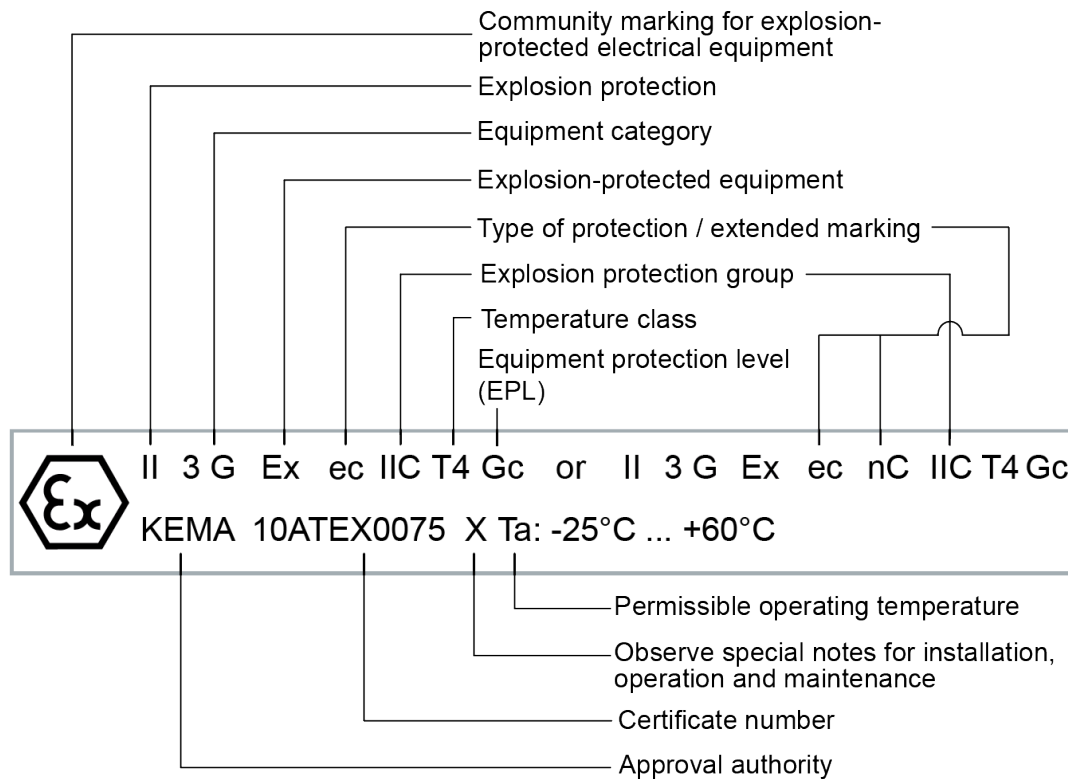 Community marking for explosion-
protected electrical equipment
Explosion protection
Equipment category
Explosion-protected equipment
Type of protection / extended marking
Explosion protection group
Temperature class
Equipment protection level
(EPL)
II 3 G Ex ec IIC T4 Gc or II 3 G Ex ec nC IIC T4 Gc
Ex
KEMA 10ATEX0075 X Ta: -25°C ... +60°C
Permissible operating temperature
Observe special notes for installation,
operation and maintenance
Certificate number
Approval authority